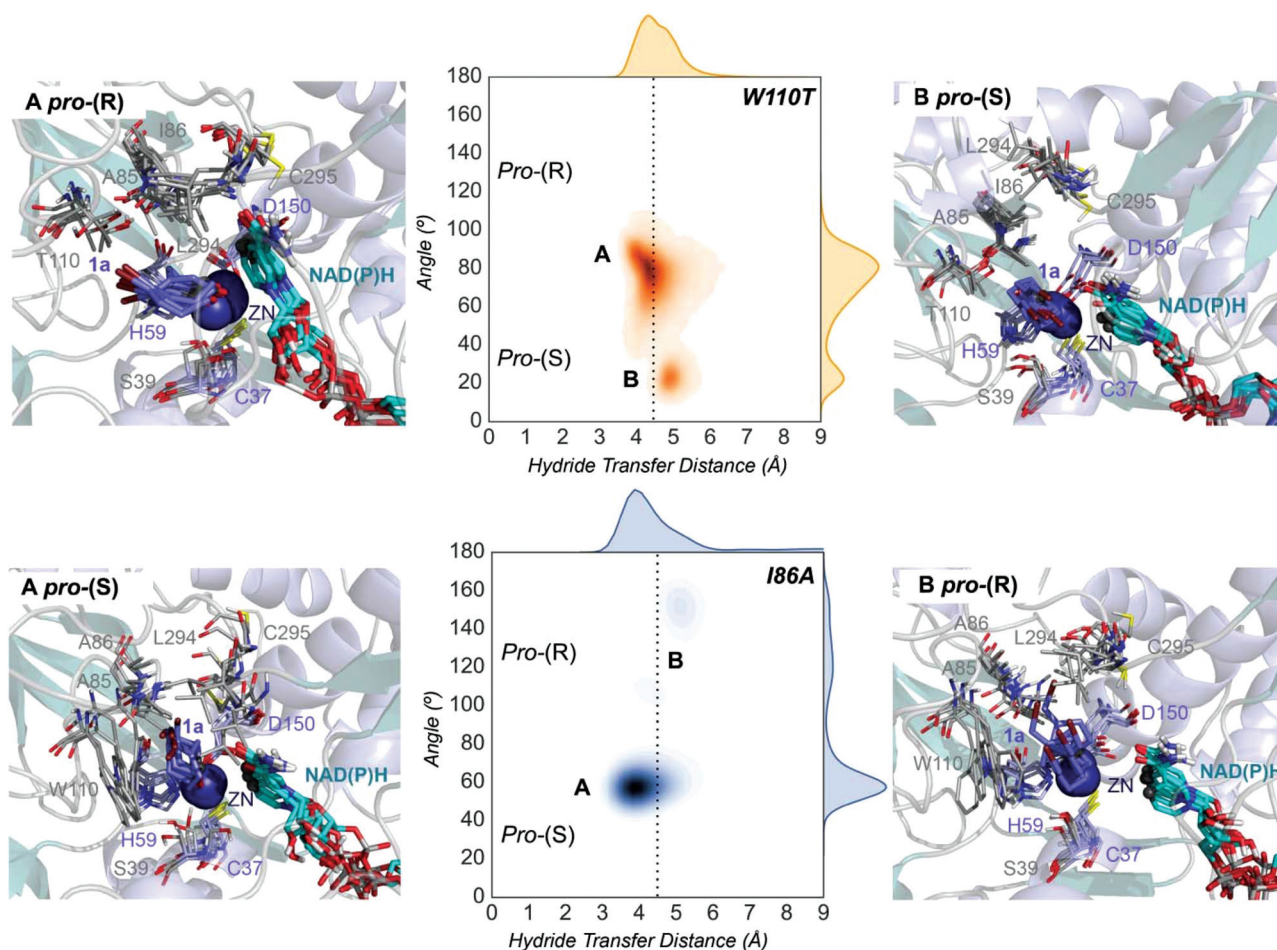 A pro-(R)
I86
A85
C295
D150
T110
1a
L294
NAD(P)H
H59
ZN
S39
C37
W110T
180
160
140
120
100
80
60
40
20
0
Angle (º)
Pro-(R)
A
Pro-(S)
B
0 1 2 3 4 5 6 7 8 9
Hydride Transfer Distance (Å)
B pro-(S)
L294
I86
C295
A85
D150
1a
NAD(P)H
T110
H59
ZN
S39
C37
A pro-(S)
A86
L294
C295
A85
1a
D150
NAD(P)H
W110
ZN
H59
S39
C37
I86A
180
160
140
120
100
80
60
40
20
0
Angle (º)
Pro-(R)
B
A
Pro-(S)
0 1 2 3 4 5 6 7 8 9
Hydride Transfer Distance (Å)
B pro-(R)
A86
L294
C295
A85
D150
1a
W110
NAD(P)H
ZN
H59
S39
C37